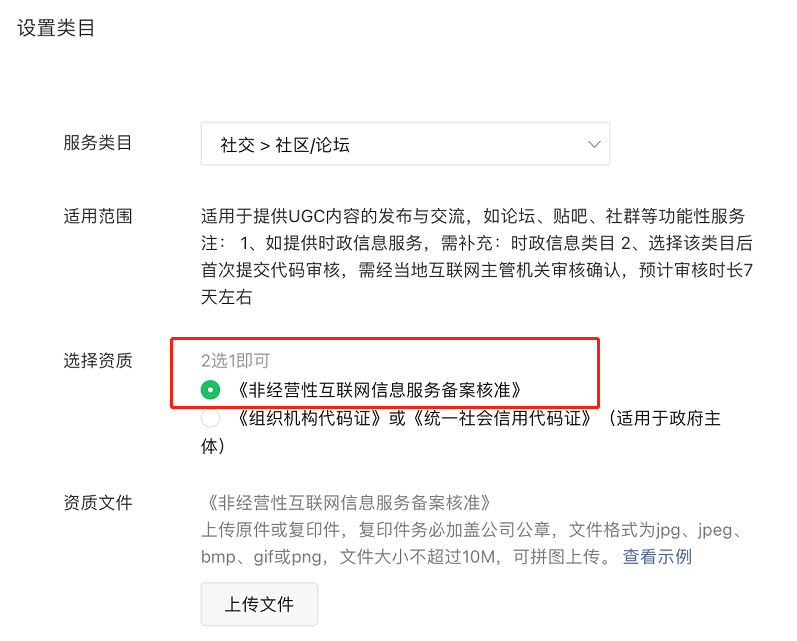 设置类目
服务类目
社交 > 社区/论坛
适用范围
适用于提供UGC内容的发布与交流，如论坛、贴吧、社群等功能性服务
注： 1、如提供时政信息服务，需补充：时政信息类目 2、选择该类目后
首次提交代码审核，需经当地互联网主管机关审核确认，预计审核时长7
天左右
选择资质
2选1即可
《非经营性互联网信息服务备案核准》
《组织机构代码证》或《统一社会信用代码证》（适用于政府主
体）
资质文件
《非经营性互联网信息服务备案核准》
上传原件或复印件，复印件务必加盖公司公章，文件格式为jpg、jpeg、
bmp、gif或png，文件大小不超过10M，可拼图上传。 查看示例
上传文件